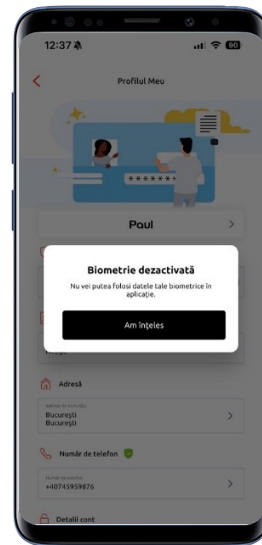 12:37
60
Profilul Meu
Paul
Biometrie dezactivată
Nu vei putea folosi datele tale biometrice în
aplicație.
Am înțeles
Adresă
București
București
Număr de telefon
+40745959876
Detalii cont